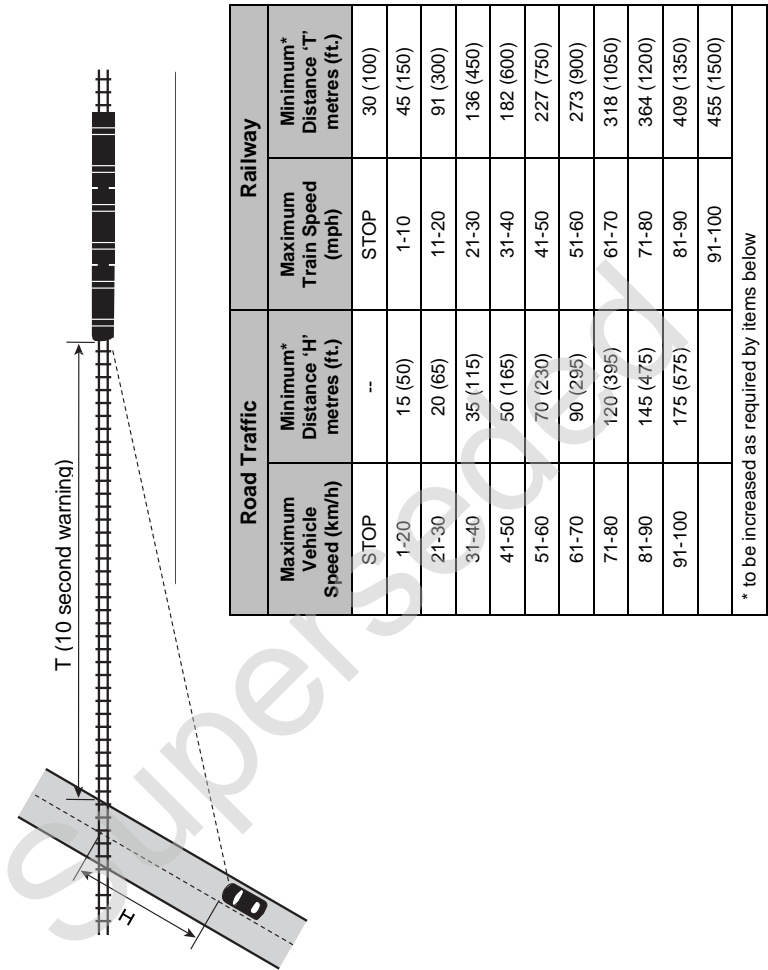 T (10 second warning)
H
Road Traffic Railway
Maximum Vehicle Speed (km/h) Minimum* Distance ‘H’ metres (ft.) Maximum Train Speed (mph) Minimum* Distance ‘T’ metres (ft.)
STOP -- STOP 30 (100)
1-20 15 (50) 1-10 45 (150)
21-30 20 (65) 11-20 91 (300)
31-40 35 (115) 21-30 136 (450)
41-50 50 (165) 31-40 182 (600)
51-60 70 (230) 41-50 227 (750)
61-70 90 (295) 51-60 273 (900)
71-80 120 (395) 61-70 318 (1050)
81-90 145 (475) 71-80 364 (1200)
91-100 175 (575) 81-90 409 (1350)
91-100 455 (1500)
* to be increased as required by items below
Superseded